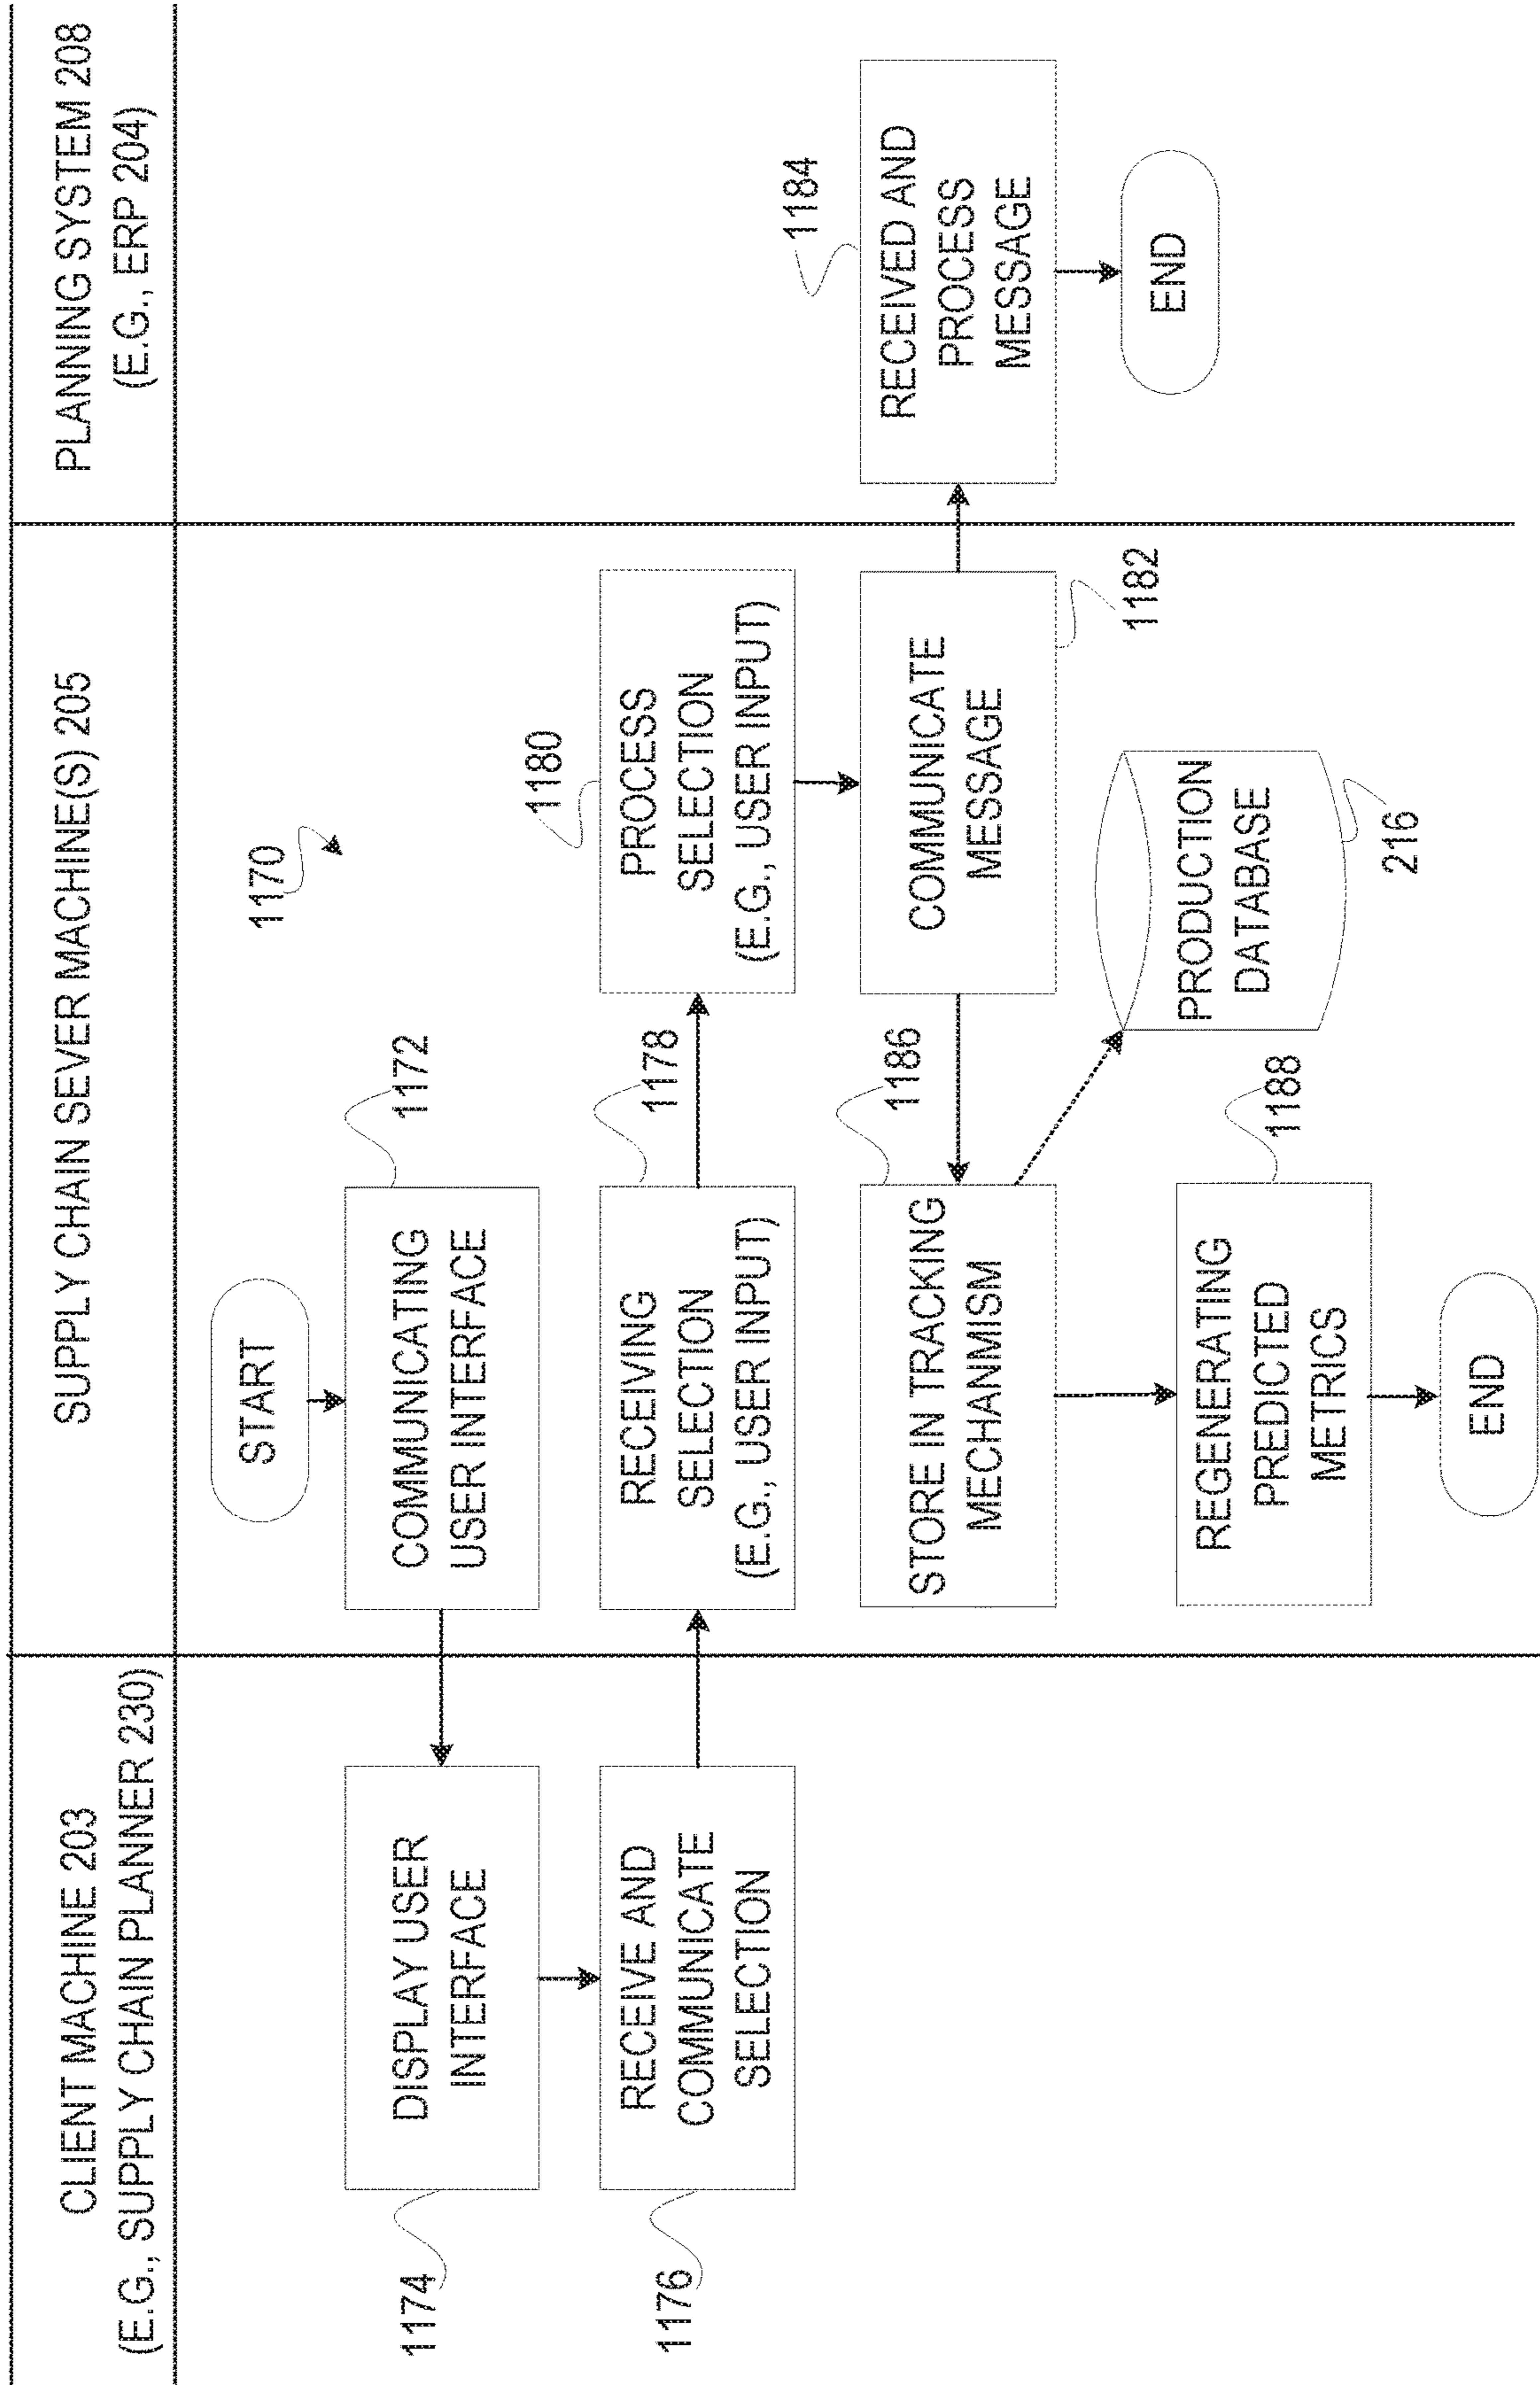 CLIENT MACHINE 203
(E.G., SUPPLY CHAIN PLANNER 230)
SUPPLY CHAIN SEVER MACHINE(S) 205
PLANNING SYSTEM 208
(E.G., ERP 204)
1170
START
1172
COMMUNICATING
USER INTERFACE
1174
DISPLAY USER
INTERFACE
1176
RECEIVE AND
COMMUNICATE
SELECTION
1178
RECEIVING
SELECTION
(E.G., USER INPUT)
1180
PROCESS
SELECTION
(E.G., USER INPUT)
1182
COMMUNICATE
MESSAGE
1184
RECEIVED AND
PROCESS
MESSAGE
END
1186
STORE IN TRACKING
MECHANMISM
PRODUCTION
DATABASE
216
1188
REGENERATING
PREDICTED
METRICS
END